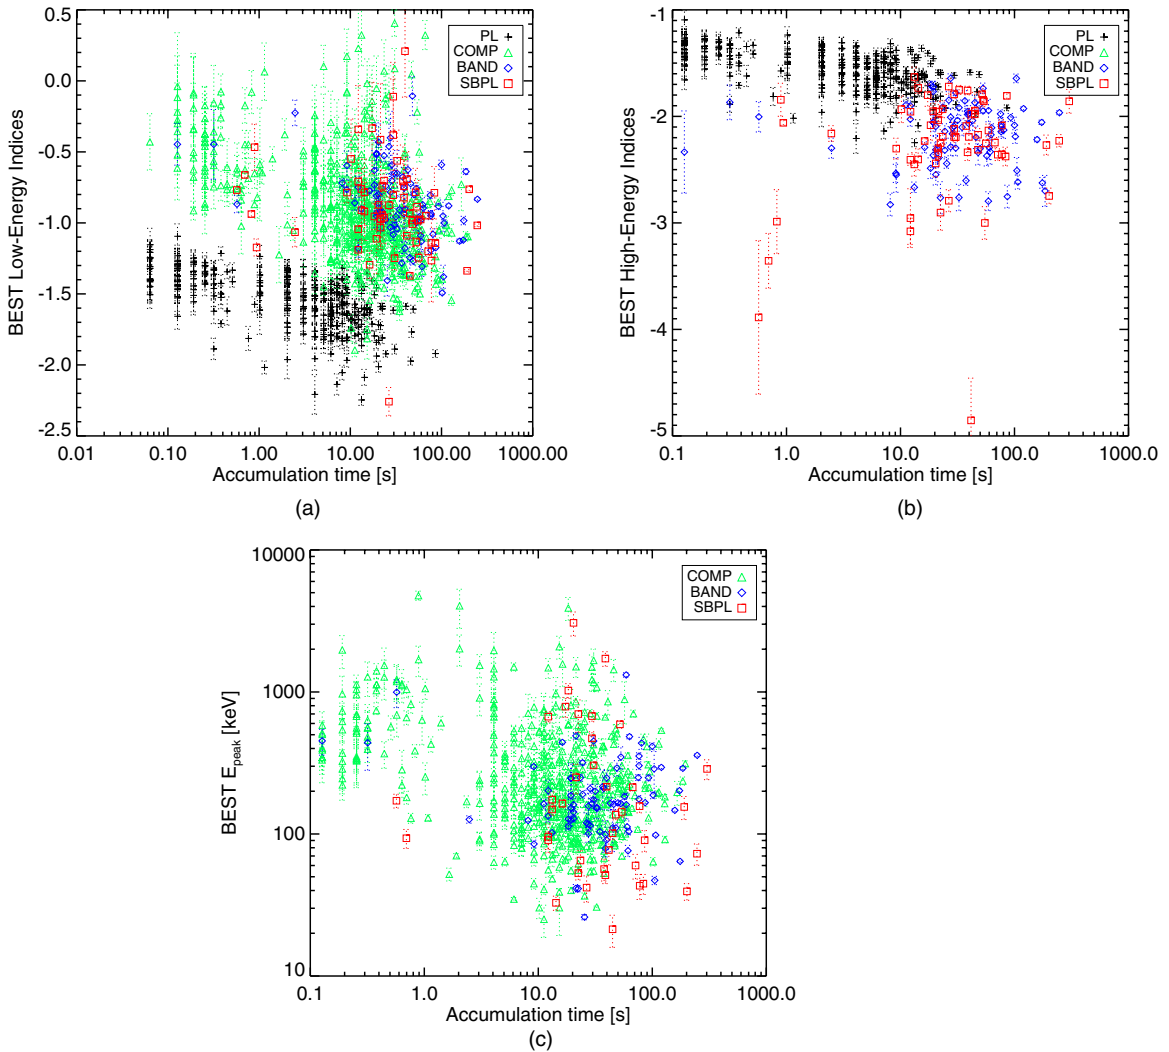 0.5
0.0
-0.5
-1.0
-1.5
-2.0
-2.5
BEST Low-Energy Indices
PL
COMP
BAND
SBPL
0.01 0.10 1.00 10.00 100.00 1000.00
Accumulation time [s]
(a)
-1
-2
-3
-4
-5
BEST High-Energy Indices
PL
COMP
BAND
SBPL
0.1 1.0 10.0 100.0 1000.0
Accumulation time [s]
(b)
10000
1000
100
10
BEST Epeak [keV]
COMP
BAND
SBPL
0.1 1.0 10.0 100.0 1000.0
Accumulation time [s]
(c)